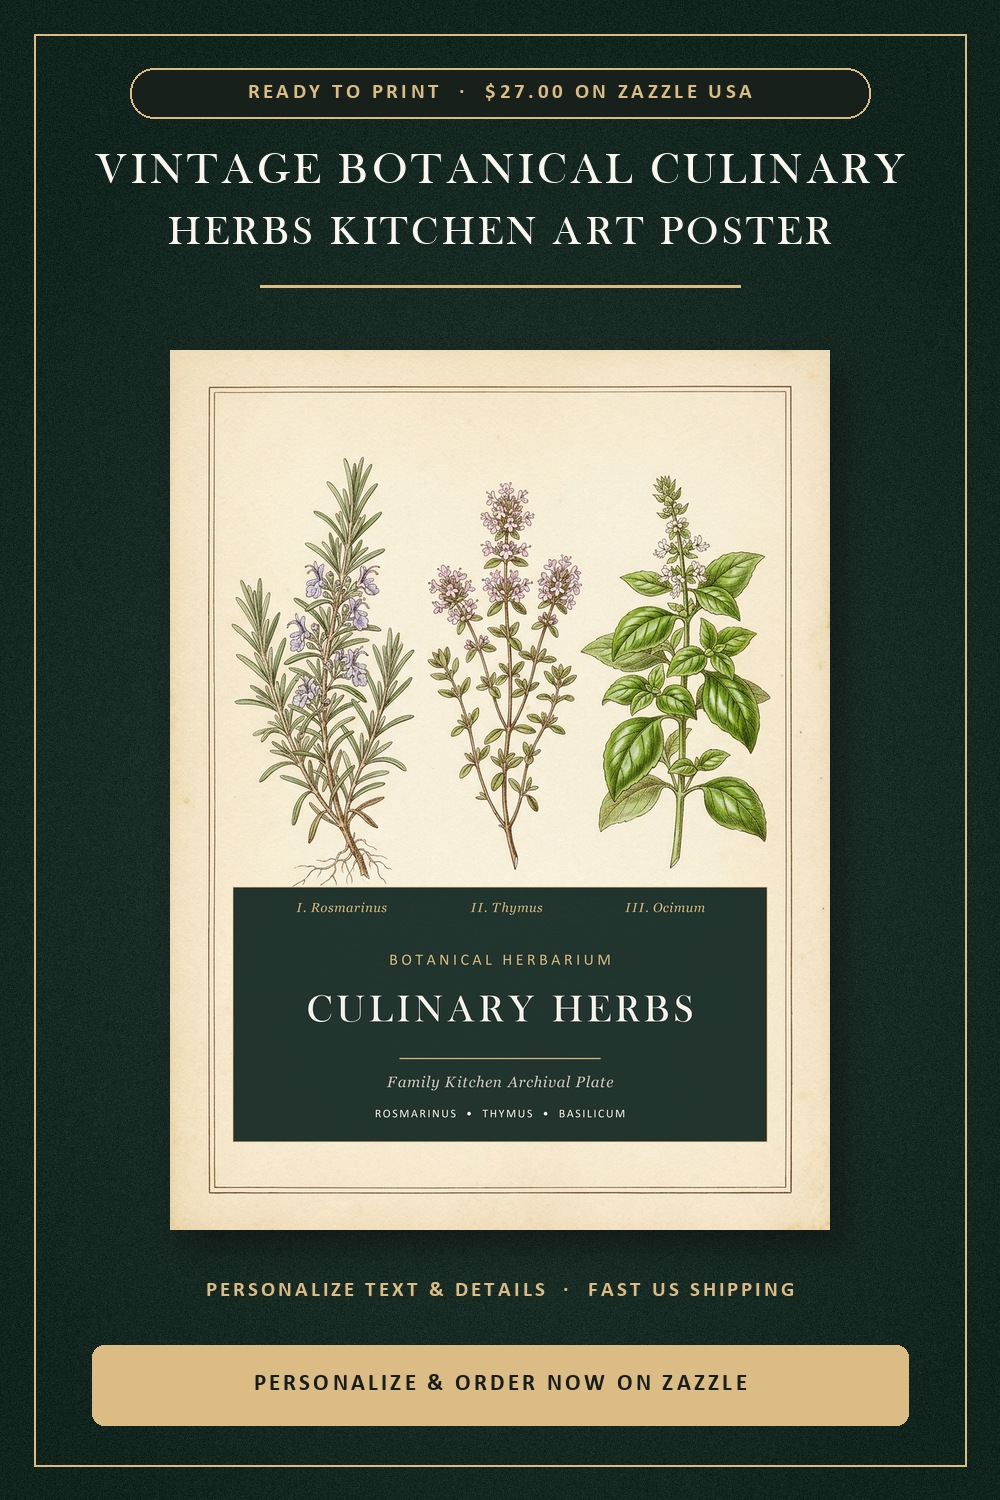 READY TO PRINT · $27.00 ON ZAZZLE USA
VINTAGE BOTANICAL CULINARY
HERBS KITCHEN ART POSTER
I. Rosmarinus II. Thymus III. Ocimum
BOTANICAL HERBARIUM
CULINARY HERBS
Family Kitchen Archival Plate
ROSMARINUS • THYMUS • BASILICUM
PERSONALIZE TEXT & DETAILS · FAST US SHIPPING
PERSONALIZE & ORDER NOW ON ZAZZLE